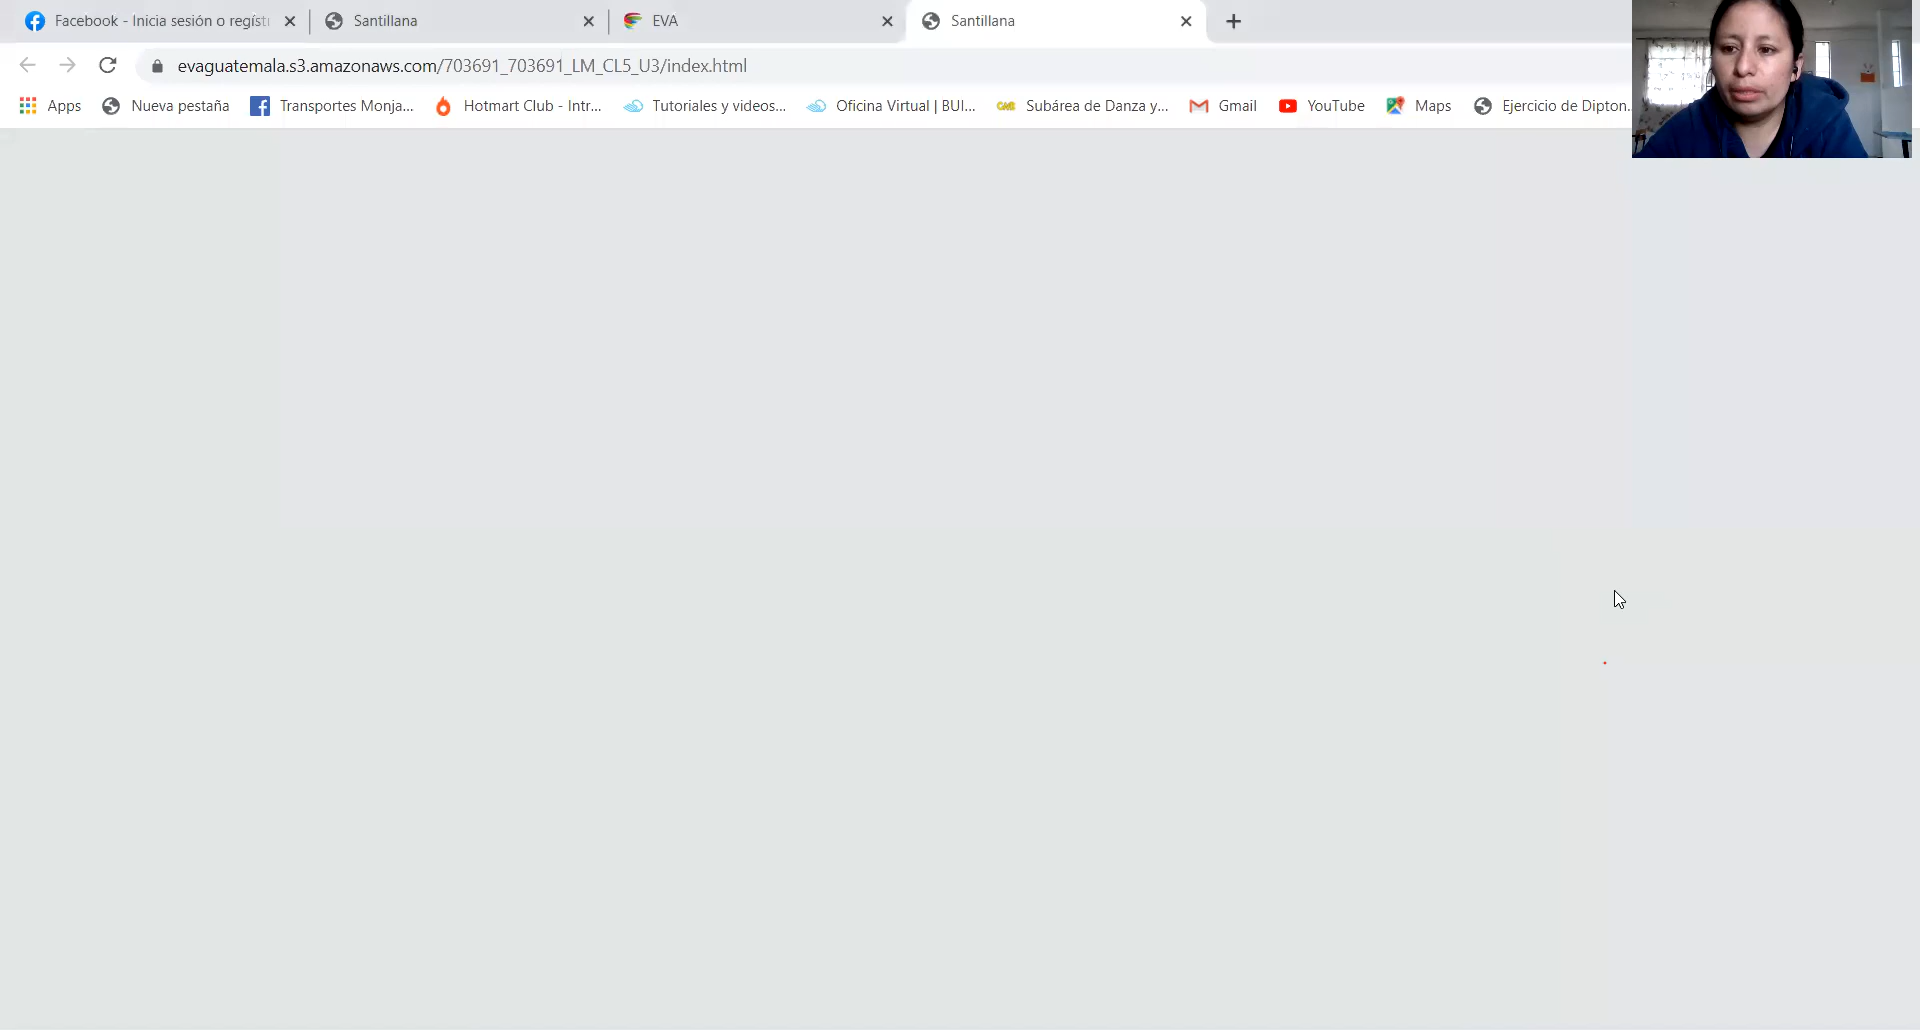 Facebook - Inicia sesión o regístr
Santillana
EVA
Santillana
evaguatemala.s3.amazonaws.com/703691_703691_LM_CL5_U3/index.html
Apps
Nueva pestaña
Transportes Monja...
Hotmart Club - Intr...
Tutoriales y videos...
Oficina Virtual | BUI...
Subárea de Danza y...
Gmail
YouTube
Maps
Ejercicio de Dipton...